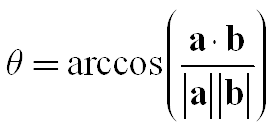 θ = arccos( a · b / |a||b| )